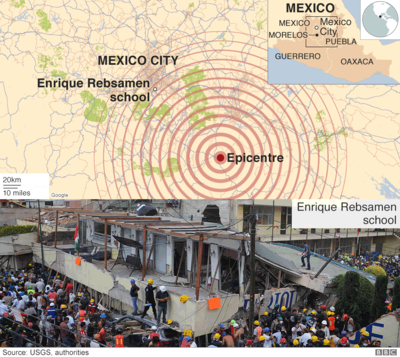 MEXICO
MEXICO
Mexico
City
MORELOS
PUEBLA
GUERRERO
OAXACA
MEXICO CITY
Enrique Rebsamen
school
Epicentre
20km
10 miles
Google
Enrique Rebsamen
school
Source: USGS, authorities
BBC